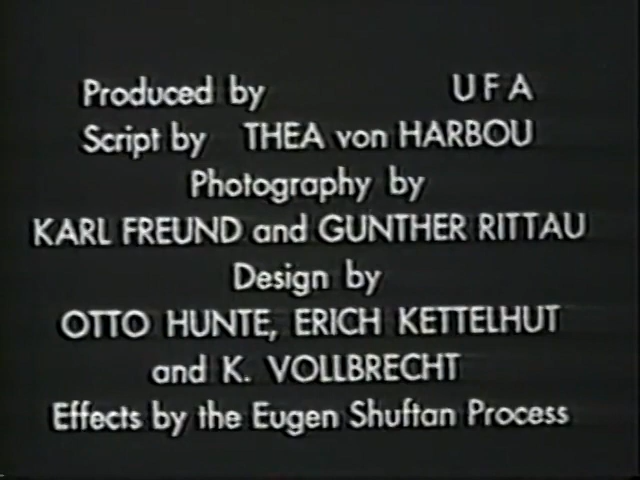 Produced by UFA
Script by THEA von HARBOU
Photography by
KARL FREUND and GUNTHER RITTAU
Design by
OTTO HUNTE, ERICH KETTELHUT
and K. VOLLBRECHT
Effects by the Eugen Shuftan Process